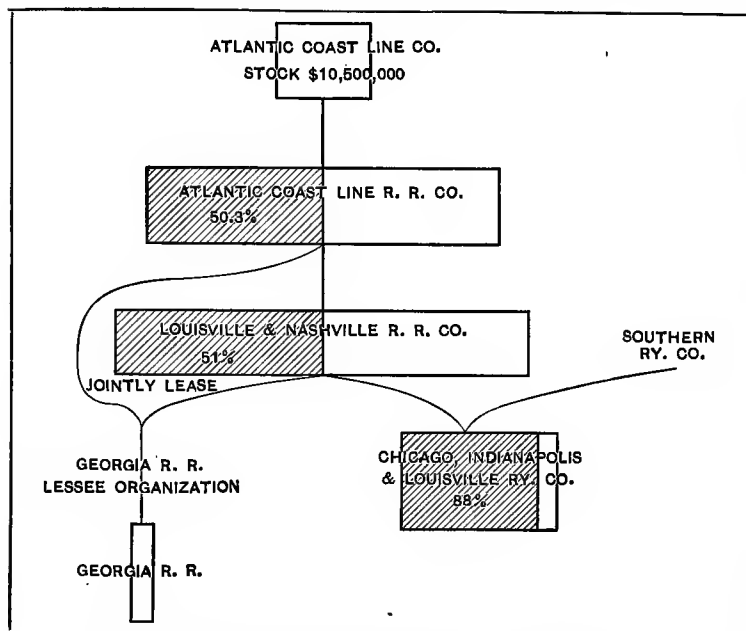 ATLANTIC COAST LINE CO.
STOCK $10,500,000
ATLANTIC COAST LINE R. R. CO.
50.3%
LOUISVILLE & NASHVILLE R. R. CO.
51%
SOUTHERN
RY. CO.
JOINTLY LEASE
CHICAGO, INDIANAPOLIS
& LOUISVILLE RY. CO.
88%
GEORGIA R. R.
LESSEE ORGANIZATION
GEORGIA R. R.